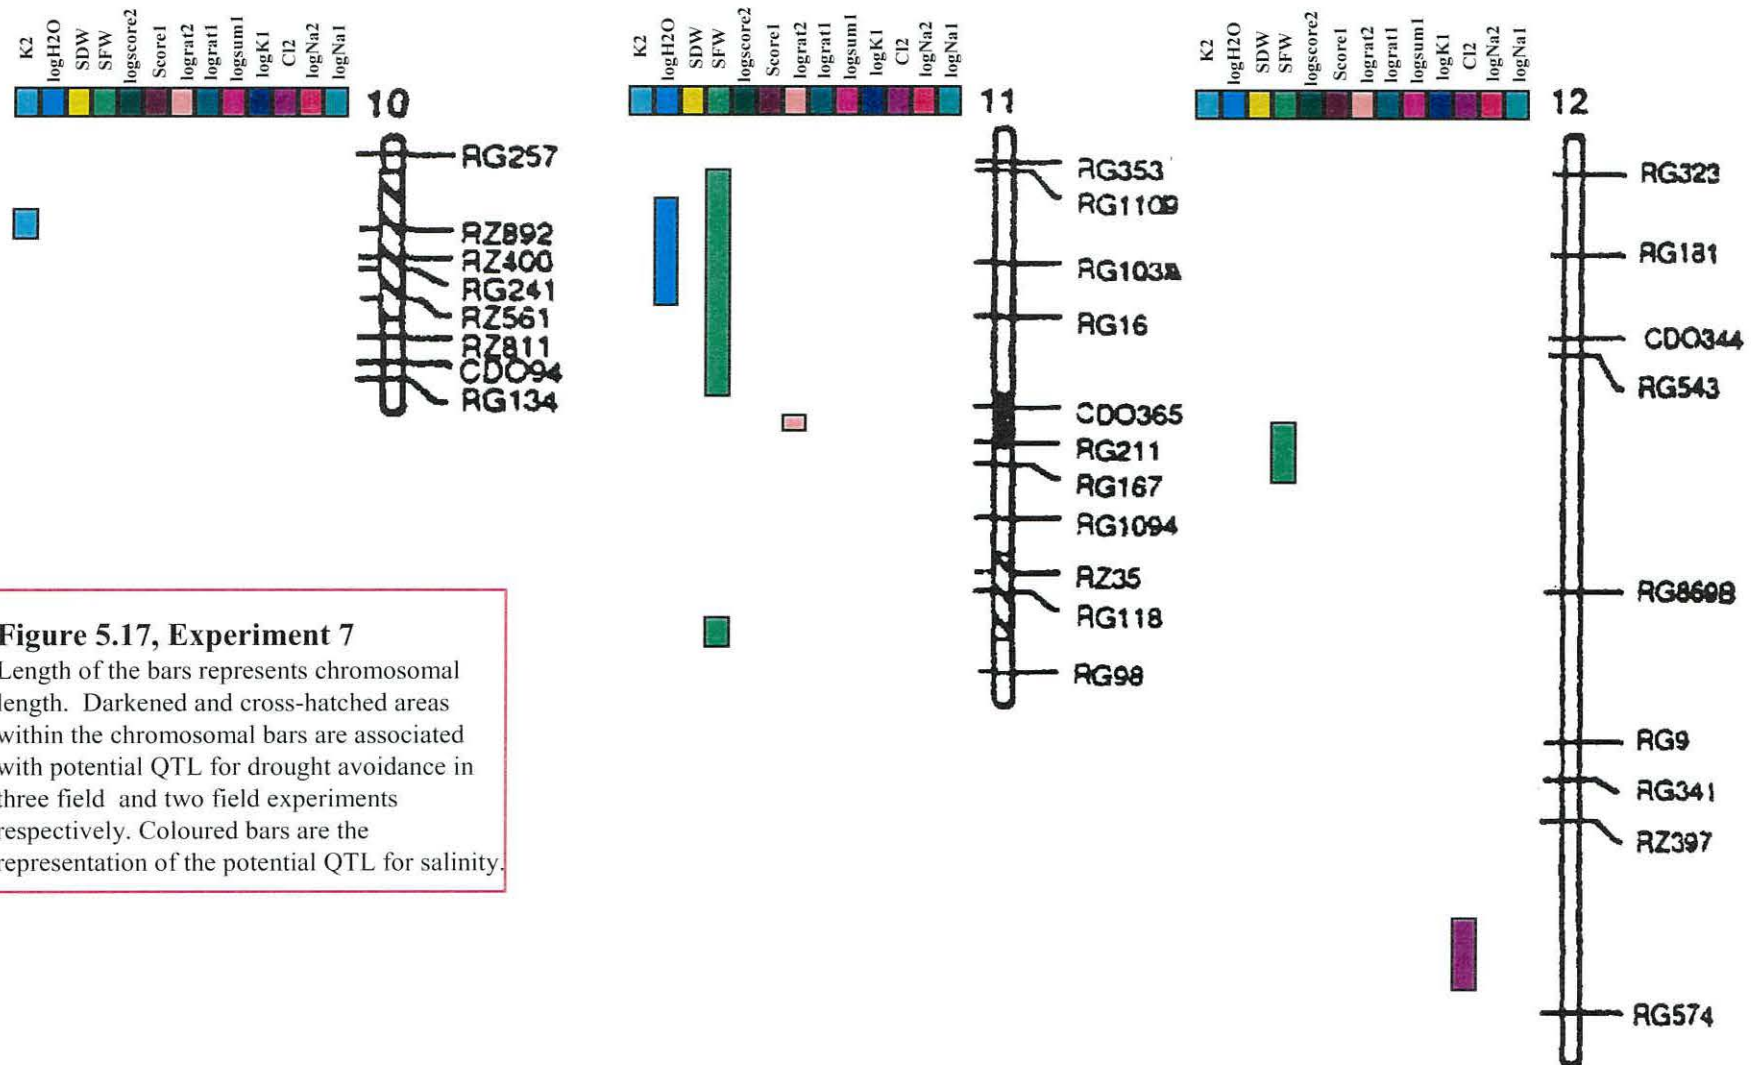 K2
logH2O
SDW
SFW
logscore2
Score1
lograt2
lograt1
logsum1
logK1
Cl2
logNa2
logNa1
10
RG257
RZ892
RZ400
RG241
RZ561
RZ811
CDO94
RG134
K2
logH2O
SDW
SFW
logscore2
Score1
lograt2
lograt1
logsum1
logK1
Cl2
logNa2
logNa1
11
RG353
RG1109
RG103A
RG16
CDO365
RG211
RG167
RG1094
RZ35
RG118
RG98
K2
logH2O
SDW
SFW
logscore2
Score1
lograt2
lograt1
logsum1
logK1
Cl2
logNa2
logNa1
12
RG323
RG181
CDO344
RG543
RG869B
RG9
RG341
RZ397
RG574
Figure 5.17, Experiment 7
Length of the bars represents chromosomal
length. Darkened and cross-hatched areas
within the chromosomal bars are associated
with potential QTL for drought avoidance in
three field and two field experiments
respectively. Coloured bars are the
representation of the potential QTL for salinity.